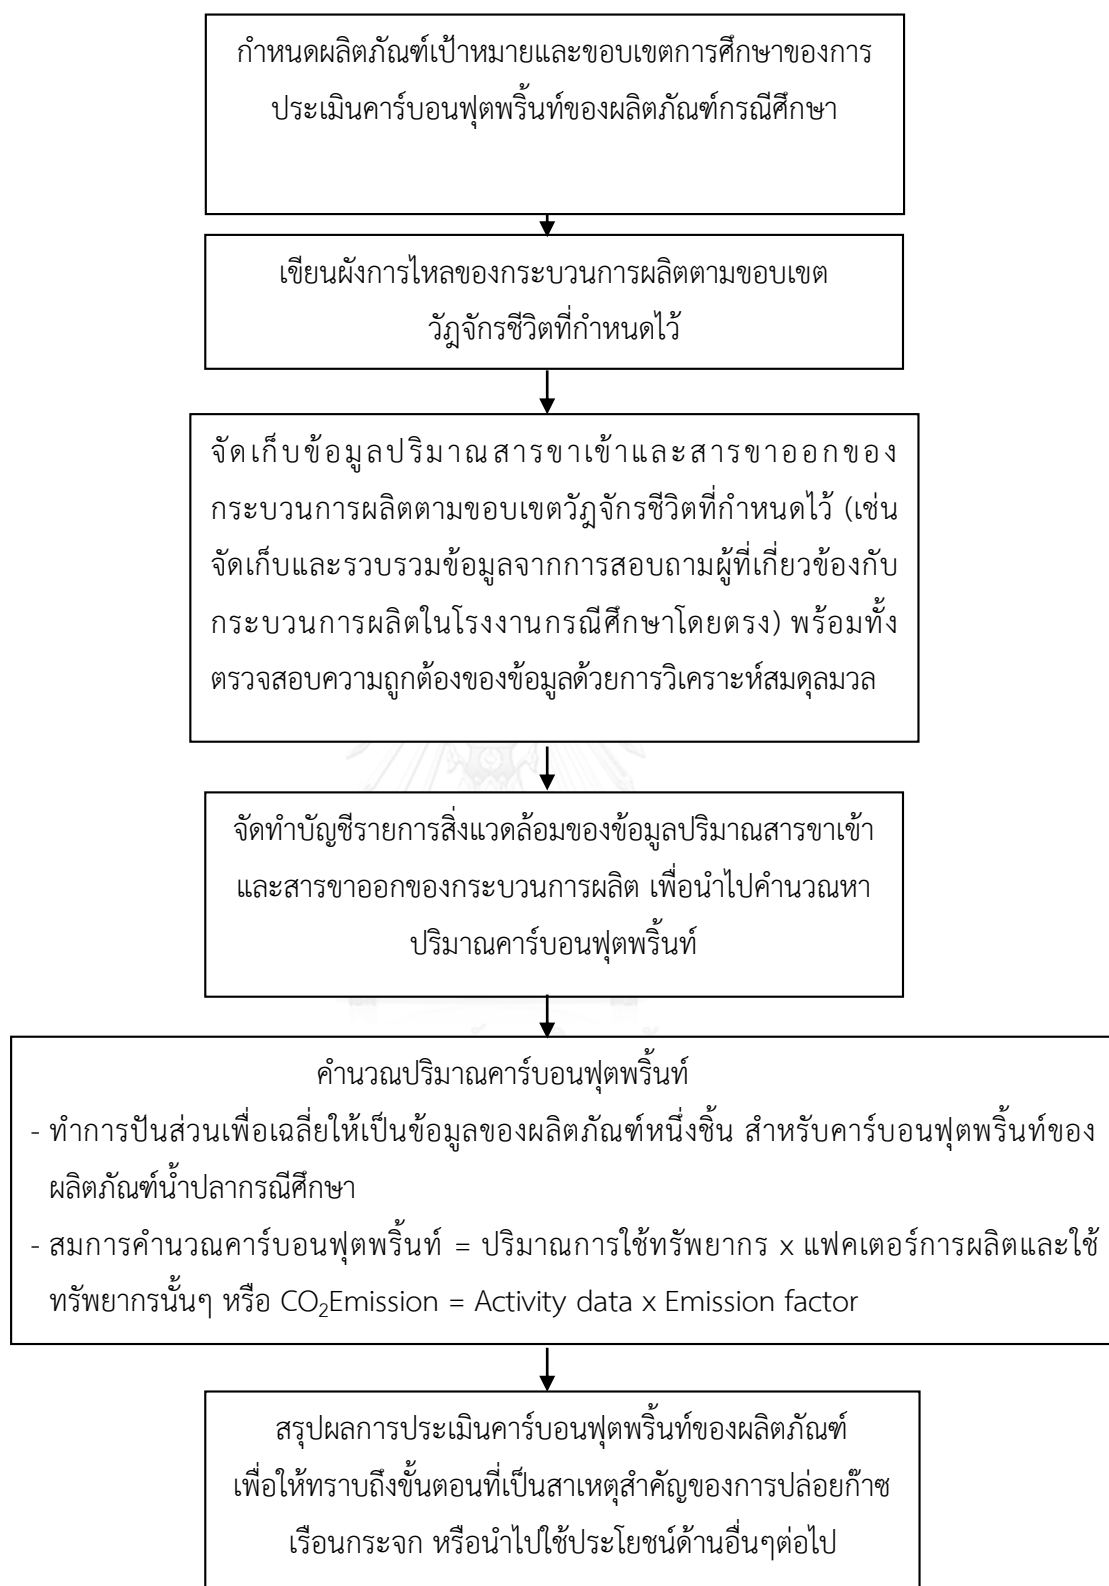 กำหนดผลิตภัณฑ์เป้าหมายและขอบเขตการศึกษาของการ
ประเมินคาร์บอนฟุตพริ้นท์ของผลิตภัณฑ์กรณีศึกษา
เขียนผังการไหลของกระบวนการผลิตตามขอบเขต
วัฎจักรชีวิตที่กำหนดไว้
จัดเก็บข้อมูลปริมาณสารขาเข้าและสารขาออกของ
กระบวนการผลิตตามขอบเขตวัฎจักรชีวิตที่กำหนดไว้ (เช่น
จัดเก็บและรวบรวมข้อมูลจากการสอบถามผู้ที่เกี่ยวข้องกับ
กระบวนการผลิตในโรงงานกรณีศึกษาโดยตรง) พร้อมทั้ง
ตรวจสอบความถูกต้องของข้อมูลด้วยการวิเคราะห์สมดุลมวล
จัดทำบัญชีรายการสิ่งแวดล้อมของข้อมูลปริมาณสารขาเข้า
และสารขาออกของกระบวนการผลิต เพื่อนำไปคำนวณหา
ปริมาณคาร์บอนฟุตพริ้นท์
คำนวณปริมาณคาร์บอนฟุตพริ้นท์
- ทำการปันส่วนเพื่อเฉลี่ยให้เป็นข้อมูลของผลิตภัณฑ์หนึ่งชิ้น สำหรับคาร์บอนฟุตพริ้นท์ของ
ผลิตภัณฑ์น้ำปลากรณีศึกษา
- สมการคำนวณคาร์บอนฟุตพริ้นท์ = ปริมาณการใช้ทรัพยากร x แฟคเตอร์การผลิตและใช้
ทรัพยากรนั้นๆ หรือ CO₂Emission = Activity data x Emission factor
สรุปผลการประเมินคาร์บอนฟุตพริ้นท์ของผลิตภัณฑ์
เพื่อให้ทราบถึงขั้นตอนที่เป็นสาเหตุสำคัญของการปล่อยก๊าซ
เรือนกระจก หรือนำไปใช้ประโยชน์ด้านอื่นๆต่อไป